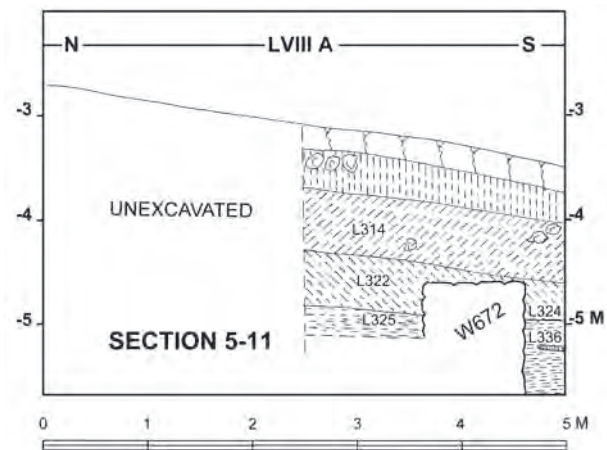 N LVIII A S
-3 -3
UNEXCAVATED
-4 -4
L314
L322
L324
L325 W672 -5 M
-5
L336
SECTION 5-11
0 1 2 3 4 5 M